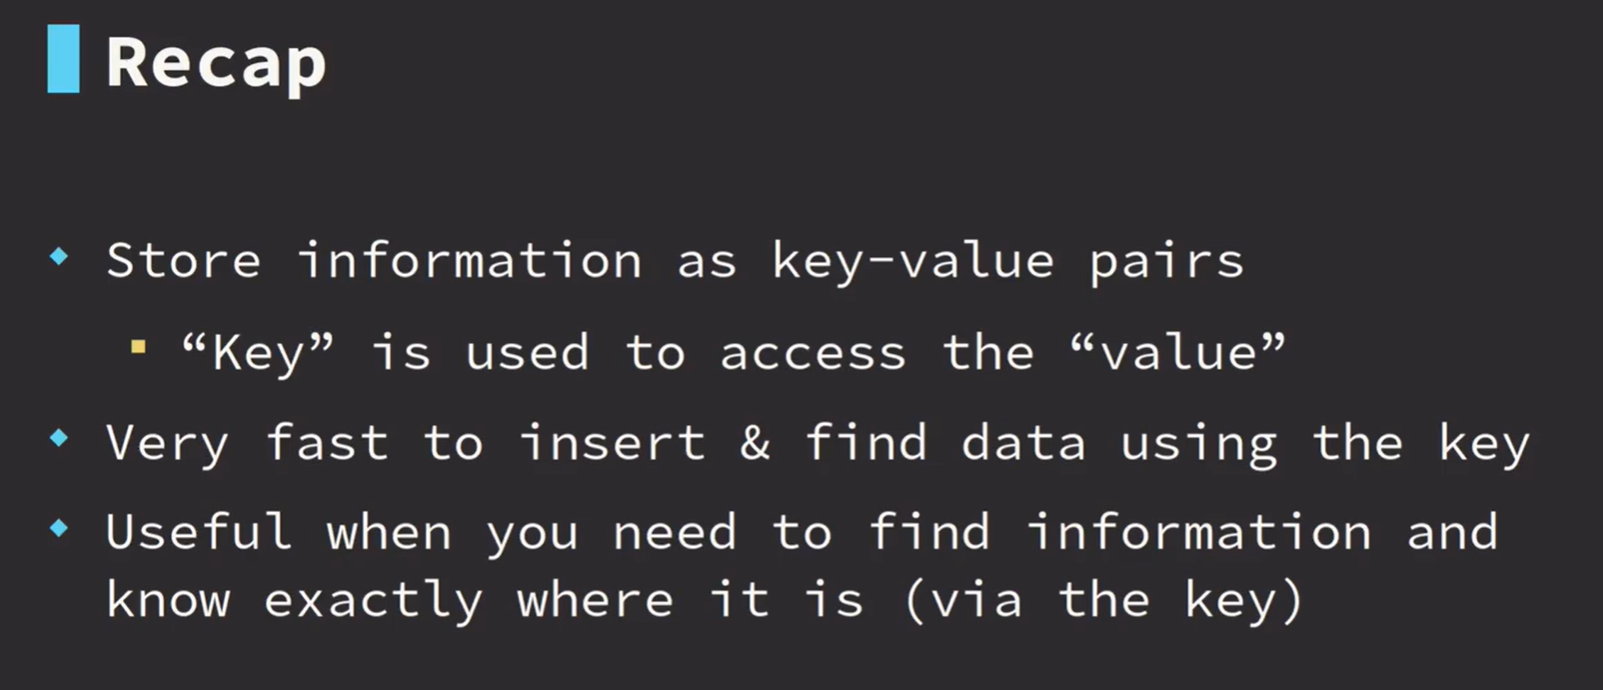 Recap
Store information as key-value pairs
“Key” is used to access the “value”
Very fast to insert & find data using the key
Useful when you need to find information and
know exactly where it is (via the key)